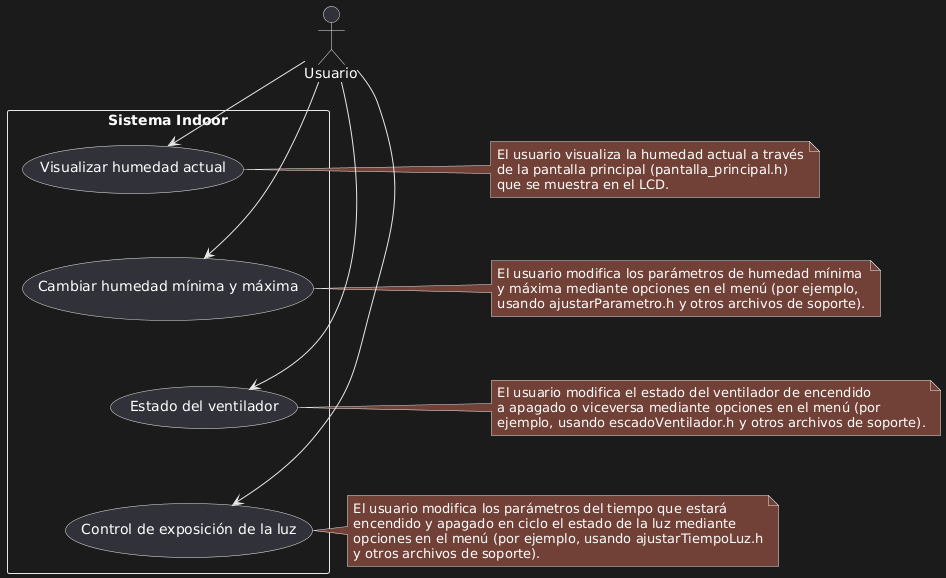 Usuario
Sistema Indoor
Visualizar humedad actual
El usuario visualiza la humedad actual a través
de la pantalla principal (pantalla_principal.h)
que se muestra en el LCD.
Cambiar humedad mínima y máxima
El usuario modifica los parámetros de humedad mínima
y máxima mediante opciones en el menú (por ejemplo,
usando ajustarParametro.h y otros archivos de soporte).
Estado del ventilador
El usuario modifica el estado del ventilador de encendido
a apagado o viceversa mediante opciones en el menú (por
ejemplo, usando escadoVentilador.h y otros archivos de soporte).
Control de exposición de la luz
El usuario modifica los parámetros del tiempo que estará
encendido y apagado en ciclo el estado de la luz mediante
opciones en el menú (por ejemplo, usando ajustarTiempoLuz.h
y otros archivos de soporte).